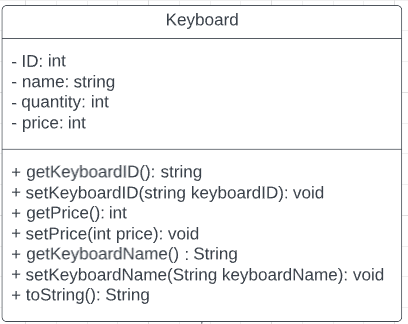 Keyboard
- ID: int
- name: string
- quantity: int
- price: int
+ getKeyboardID(): string
+ setKeyboardID(string keyboardID): void
+ getPrice(): int
+ setPrice(int price): void
+ getKeyboardName() : String
+ setKeyboardName(String keyboardName): void
+ toString(): String